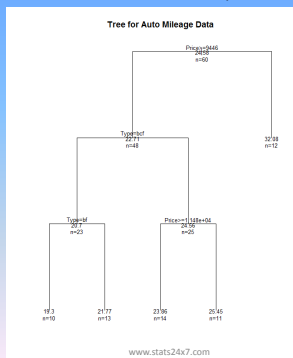 Tree for Auto Mileage Data
Price>=9446
24.58
n=60
Type=bcf
22.71
n=48
32.08
n=12
Type=bf
20.7
n=23
Price>=1.148e+04
24.56
n=25
19.3
n=10
21.77
n=13
23.86
n=14
25.45
n=11
www.stats24x7.com